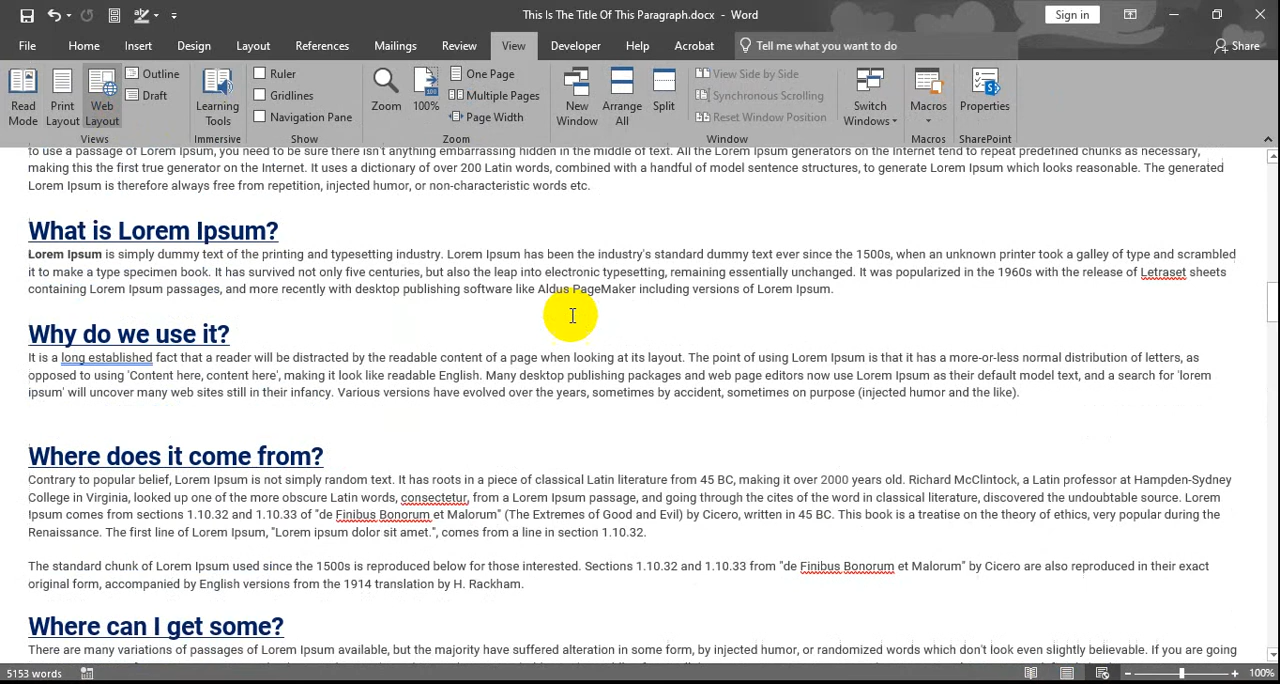 This Is The Title Of This Paragraph.docx - Word
Sign in
File Home Insert Design Layout References Mailings Review View Developer Help Acrobat Tell me what you want to do Share
Read Mode
Print Layout
Web Layout
Outline
Draft
Views
Learning Tools
Immersive
Ruler
Gridlines
Navigation Pane
Show
Zoom
100%
One Page
Multiple Pages
Page Width
Zoom
New Window
Arrange All
Split
View Side by Side
Synchronous Scrolling
Reset Window Position
Window
Switch Windows
Macros
Macros
Properties
SharePoint
to use a passage of Lorem Ipsum, you need to be sure there isn't anything embarrassing hidden in the middle of text. All the Lorem Ipsum generators on the Internet tend to repeat predefined chunks as necessary,
making this the first true generator on the Internet. It uses a dictionary of over 200 Latin words, combined with a handful of model sentence structures, to generate Lorem Ipsum which looks reasonable. The generated
Lorem Ipsum is therefore always free from repetition, injected humor, or non-characteristic words etc.
What is Lorem Ipsum?
Lorem Ipsum is simply dummy text of the printing and typesetting industry. Lorem Ipsum has been the industry's standard dummy text ever since the 1500s, when an unknown printer took a galley of type and scrambled
it to make a type specimen book. It has survived not only five centuries, but also the leap into electronic typesetting, remaining essentially unchanged. It was popularized in the 1960s with the release of Letraset sheets
containing Lorem Ipsum passages, and more recently with desktop publishing software like Aldus PageMaker including versions of Lorem Ipsum.
Why do we use it?
It is a long established fact that a reader will be distracted by the readable content of a page when looking at its layout. The point of using Lorem Ipsum is that it has a more-or-less normal distribution of letters, as
opposed to using 'Content here, content here', making it look like readable English. Many desktop publishing packages and web page editors now use Lorem Ipsum as their default model text, and a search for 'lorem
ipsum' will uncover many web sites still in their infancy. Various versions have evolved over the years, sometimes by accident, sometimes on purpose (injected humor and the like).
Where does it come from?
Contrary to popular belief, Lorem Ipsum is not simply random text. It has roots in a piece of classical Latin literature from 45 BC, making it over 2000 years old. Richard McClintock, a Latin professor at Hampden-Sydney
College in Virginia, looked up one of the more obscure Latin words, consectetur, from a Lorem Ipsum passage, and going through the cites of the word in classical literature, discovered the undoubtable source. Lorem
Ipsum comes from sections 1.10.32 and 1.10.33 of "de Finibus Bonorum et Malorum" (The Extremes of Good and Evil) by Cicero, written in 45 BC. This book is a treatise on the theory of ethics, very popular during the
Renaissance. The first line of Lorem Ipsum, "Lorem ipsum dolor sit amet.", comes from a line in section 1.10.32.
The standard chunk of Lorem Ipsum used since the 1500s is reproduced below for those interested. Sections 1.10.32 and 1.10.33 from "de Finibus Bonorum et Malorum" by Cicero are also reproduced in their exact
original form, accompanied by English versions from the 1914 translation by H. Rackham.
Where can I get some?
There are many variations of passages of Lorem Ipsum available, but the majority have suffered alteration in some form, by injected humor, or randomized words which don't look even slightly believable. If you are going
5153 words
100%